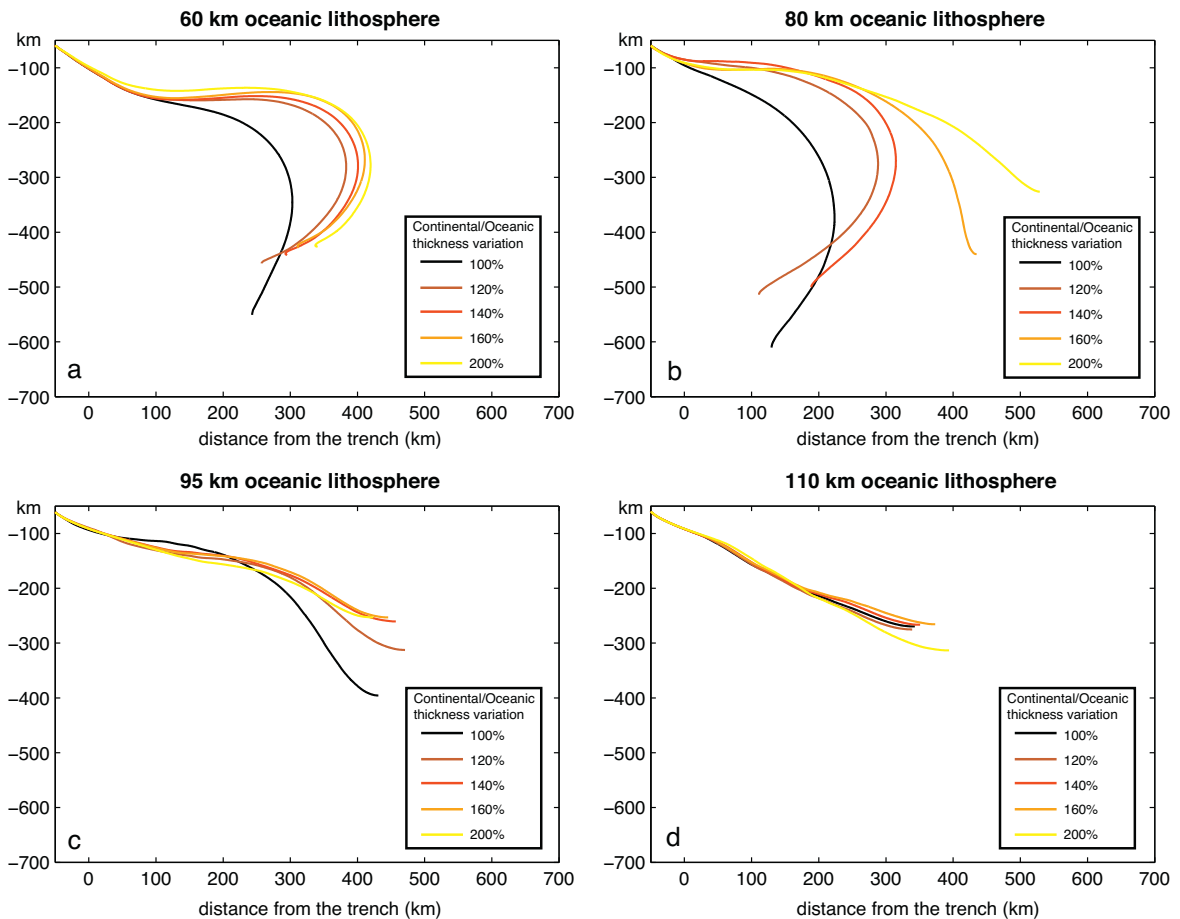 60 km oceanic lithosphere
km
−100
−200
−300
−400
−500
−600
−700
0 100 200 300 400 500 600 700
distance from the trench (km)
Continental/Oceanic
thickness variation
100%
120%
140%
160%
200%
a
80 km oceanic lithosphere
km
−100
−200
−300
−400
−500
−600
−700
0 100 200 300 400 500 600 700
distance from the trench (km)
Continental/Oceanic
thickness variation
100%
120%
140%
160%
200%
b
95 km oceanic lithosphere
km
−100
−200
−300
−400
−500
−600
−700
0 100 200 300 400 500 600 700
distance from the trench (km)
Continental/Oceanic
thickness variation
100%
120%
140%
160%
200%
c
110 km oceanic lithosphere
km
−100
−200
−300
−400
−500
−600
−700
0 100 200 300 400 500 600 700
distance from the trench (km)
Continental/Oceanic
thickness variation
100%
120%
140%
160%
200%
d